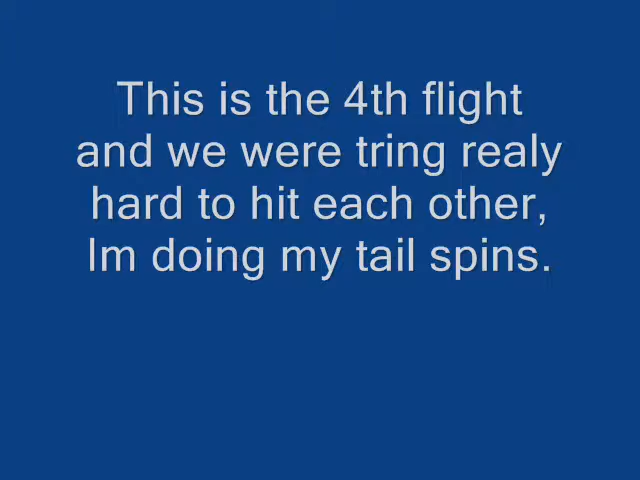 This is the 4th flight
and we were tring realy
hard to hit each other,
Im doing my tail spins.